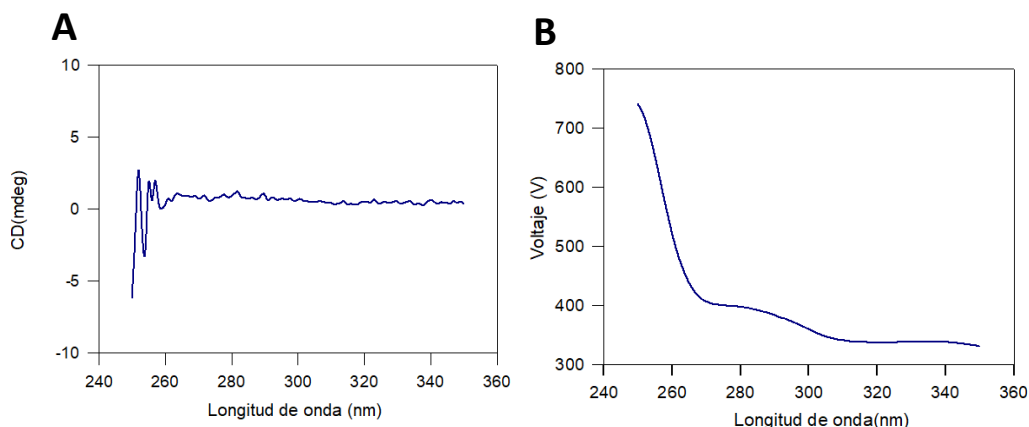 A
10
5
0
-5
-10
CD(mdeg)
240 260 280 300 320 340 360
Longitud de onda (nm)
B
800
700
600
500
400
300
Voltaje (V)
240 260 280 300 320 340 360
Longitud de onda(nm)